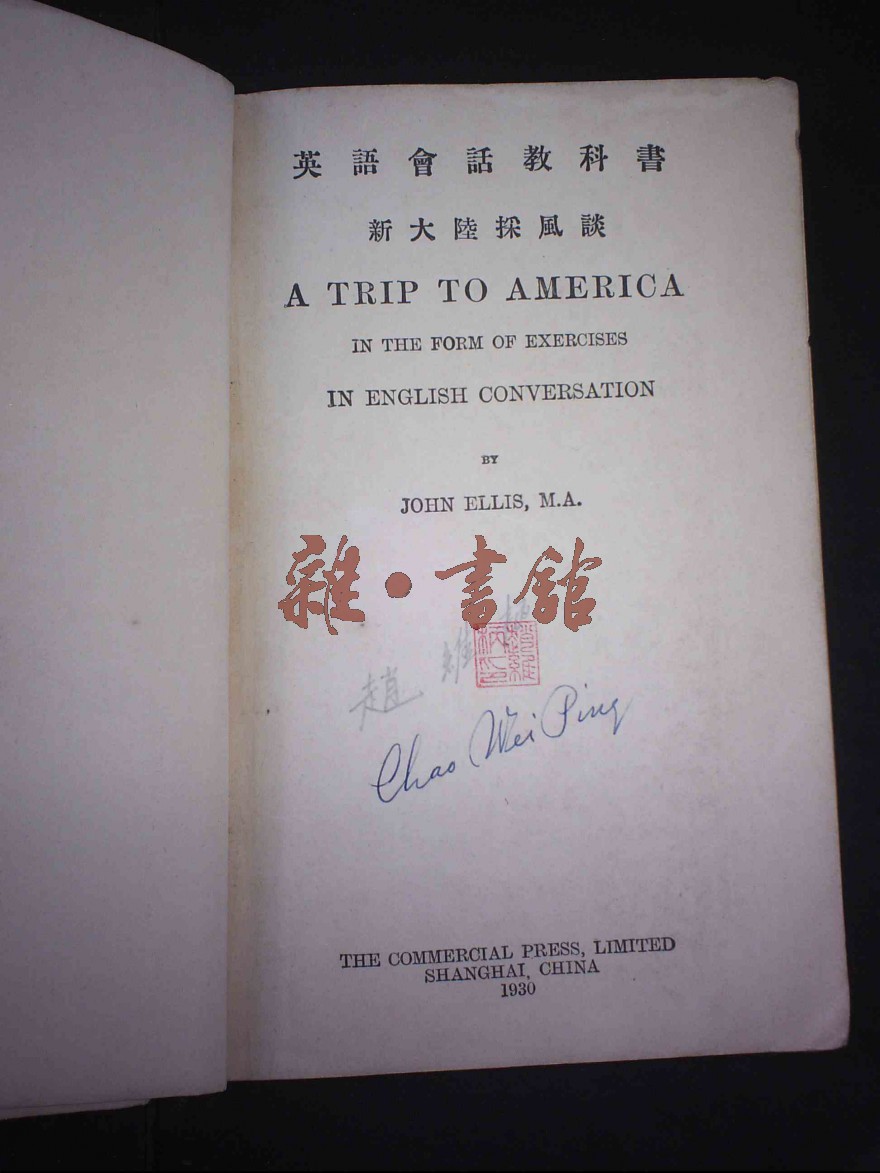 英語會話教科書
新大陸採風談
A TRIP TO AMERICA
IN THE FORM OF EXERCISES
IN ENGLISH CONVERSATION
BY
JOHN ELLIS, M.A.
雜·書館
趙維
Chao Wei Ping
THE COMMERCIAL PRESS, LIMITED
SHANGHAI, CHINA
1930